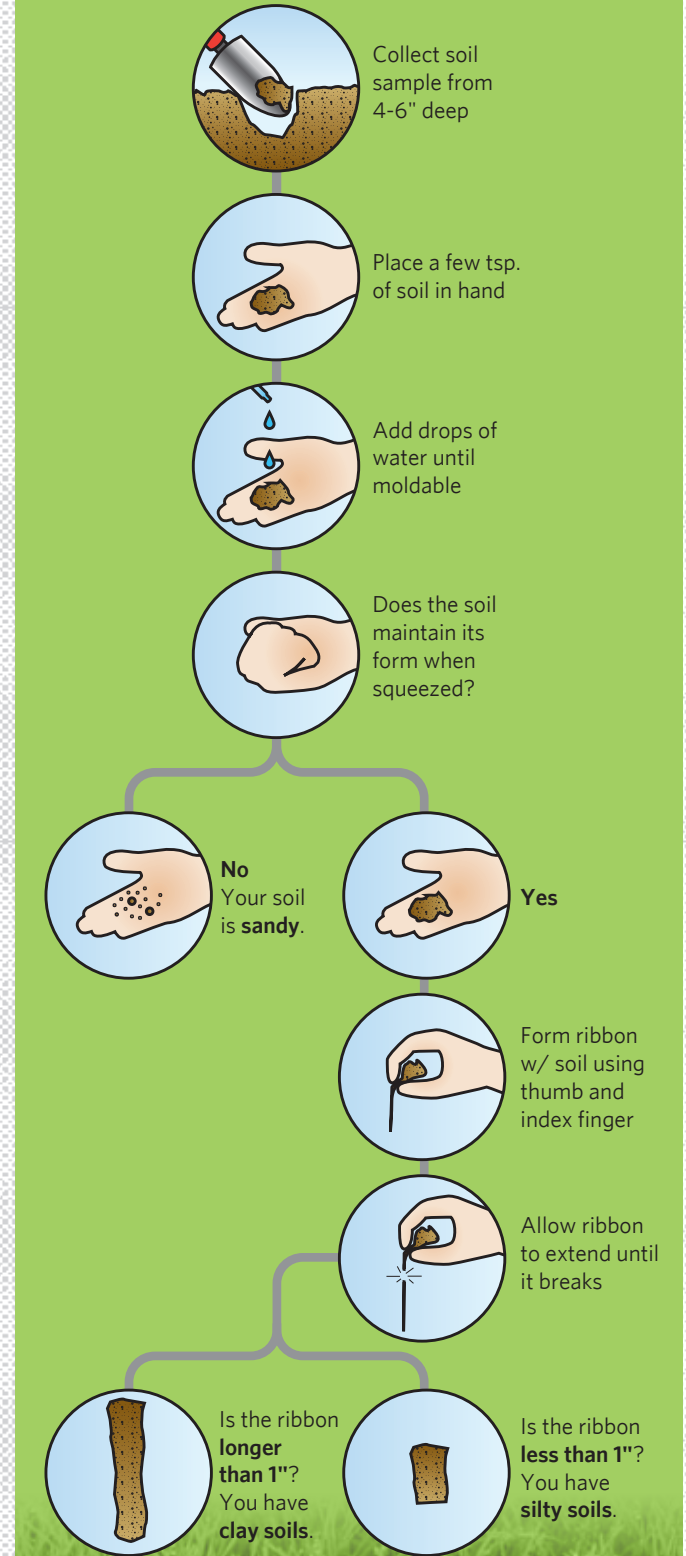 Collect soil
sample from
4-6" deep
Place a few tsp.
of soil in hand
Add drops of
water until
moldable
Does the soil
maintain its
form when
squeezed?
No
Your soil
is sandy.
Yes
Form ribbon
w/ soil using
thumb and
index finger
Allow ribbon
to extend until
it breaks
Is the ribbon
longer
than 1"?
You have
clay soils.
Is the ribbon
less than 1"?
You have
silty soils.